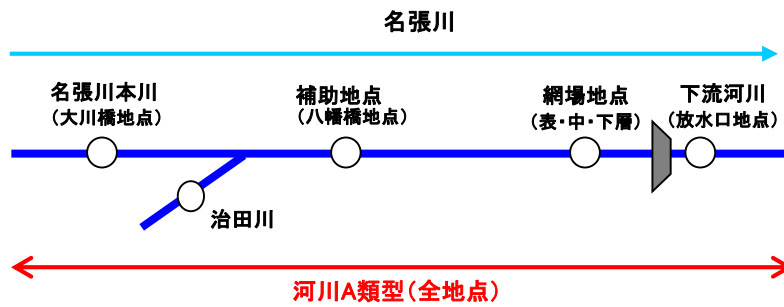 名張川
名張川本川
（大川橋地点）
補助地点
（八幡橋地点）
網場地点
（表・中・下層）
下流河川
（放水口地点）
治田川
河川A類型（全地点）